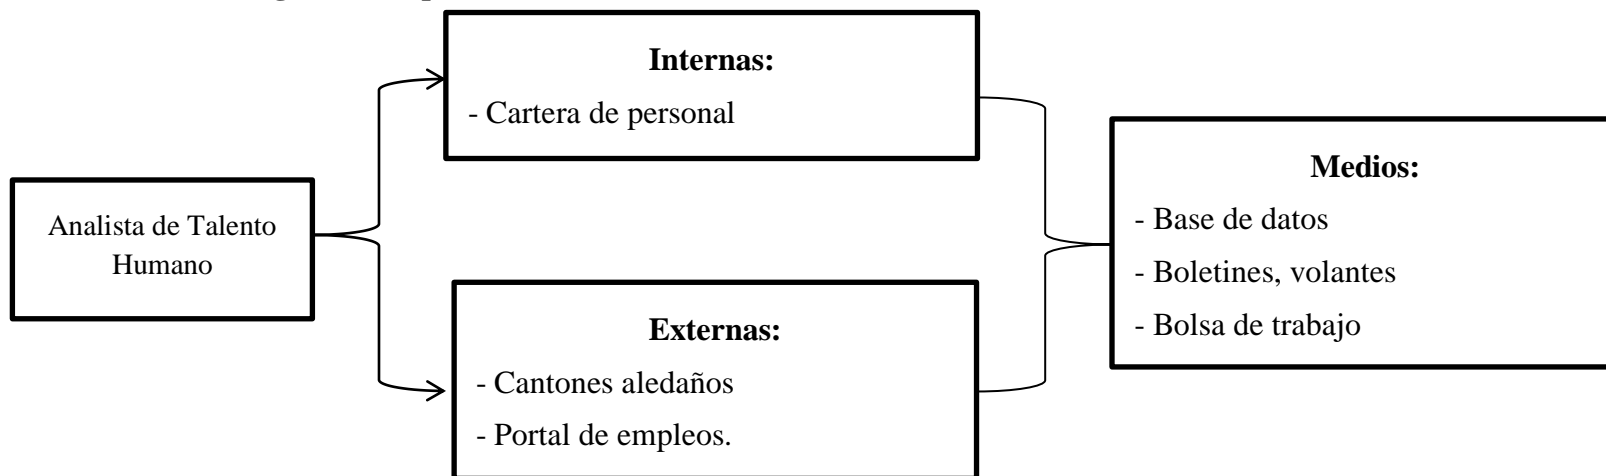 Analista de Talento
Humano
Internas:
- Cartera de personal
Externas:
- Cantones aledaños
- Portal de empleos.
Medios:
- Base de datos
- Boletines, volantes
- Bolsa de trabajo